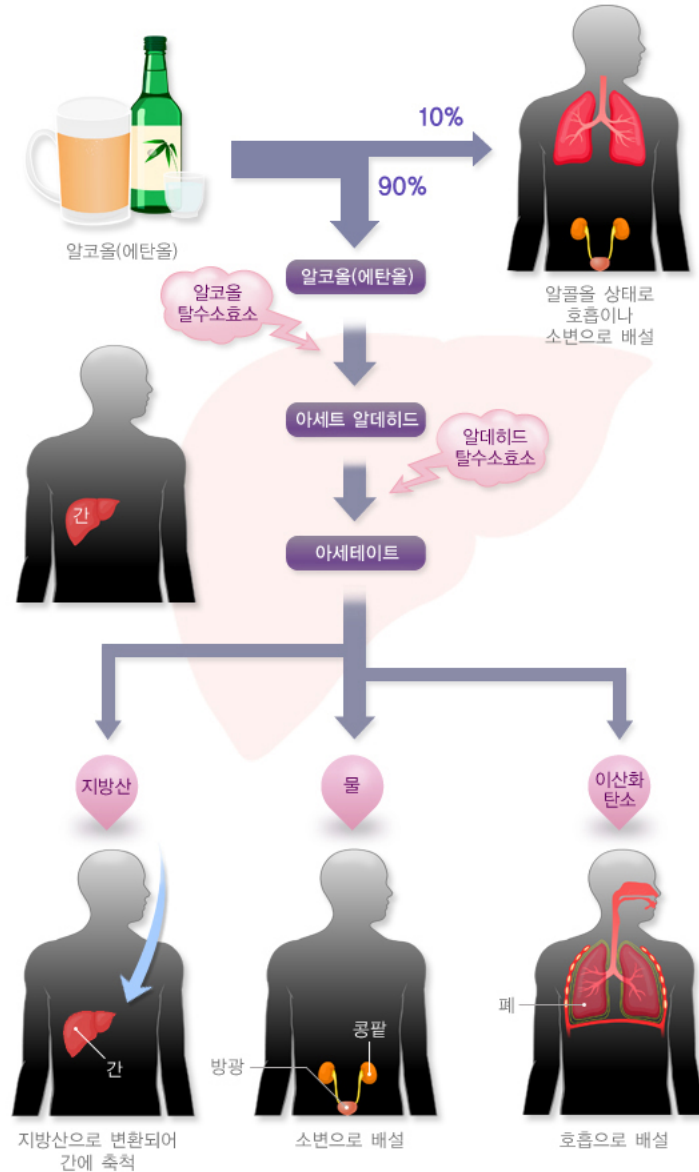 알코올(에탄올)
10%
90%
알콜올 상태로
호흡이나
소변으로 배설
알코올(에탄올)
알코올
탈수소효소
아세트 알데히드
알데히드
탈수소효소
간
아세테이트
지방산
물
이산화
탄소
간
지방산으로 변환되어
간에 축척
방광
콩팥
소변으로 배설
폐
호흡으로 배설